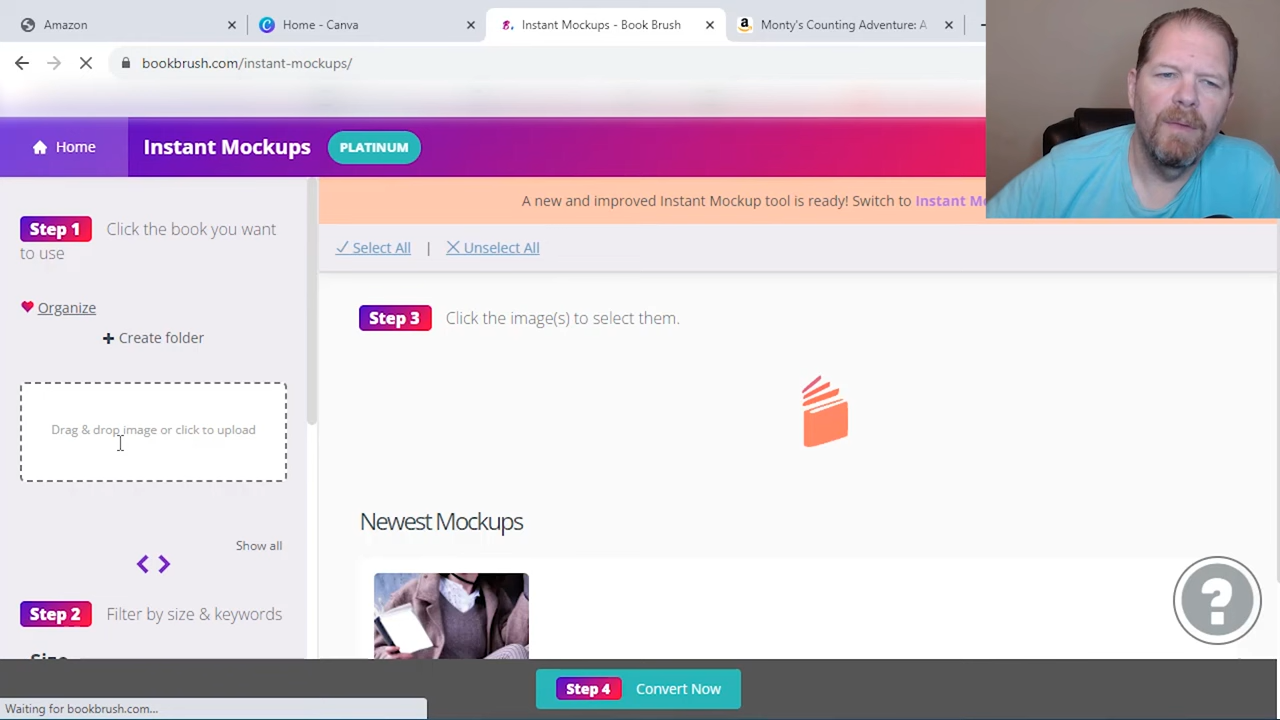 Amazon
Home - Canva
Instant Mockups - Book Brush
Monty's Counting Adventure: A
bookbrush.com/instant-mockups/
Home
Instant Mockups
PLATINUM
A new and improved Instant Mockup tool is ready! Switch to Instant
Step 1 Click the book you want
to use
Select All | Unselect All
Organize
Create folder
Step 3 Click the image(s) to select them.
Drag & drop image or click to upload
Newest Mockups
Show all
Step 2 Filter by size & keywords
Size
Step 4 Convert Now
Waiting for bookbrush.com...